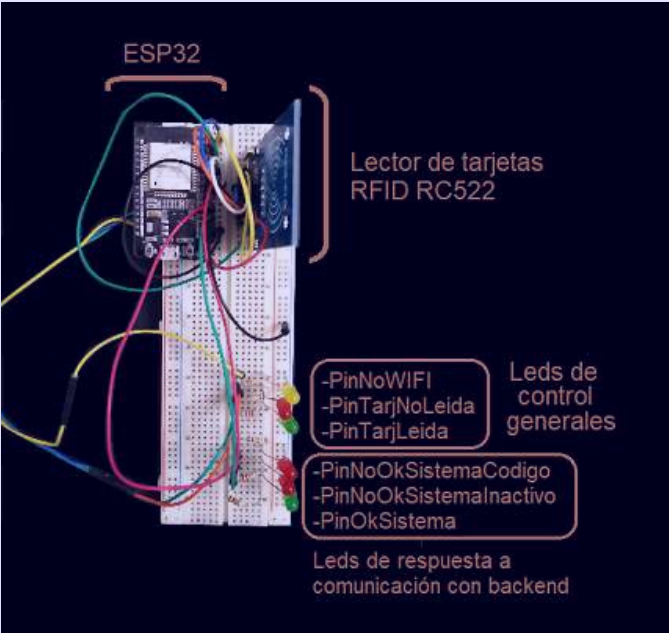 ESP32
Lector de tarjetas
RFID RC522
-PinNoWIFI
-PinTarjNoLeida
-PinTarjLeida
Leds de
control
generales
-PinNoOkSistemaCodigo
-PinNoOkSistemaInactivo
-PinOkSistema
Leds de respuesta a
comunicación con backend